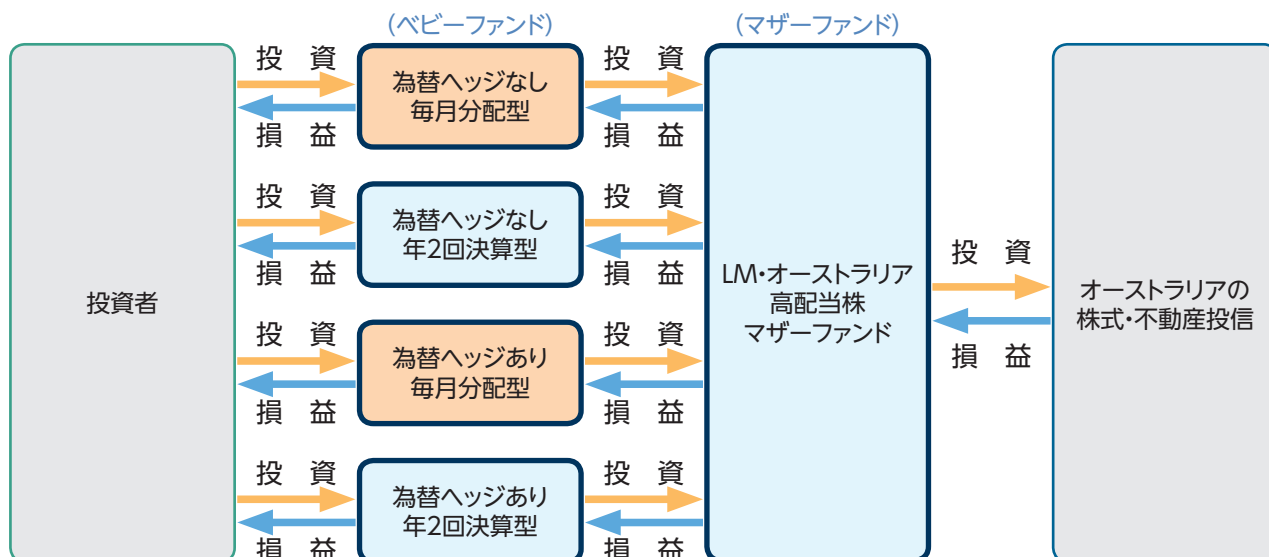 (ベビーファンド)
(マザーファンド)
投資者
投 資
損 益
為替ヘッジなし
毎月分配型
投 資
損 益
投 資
損 益
為替ヘッジなし
年2回決算型
投 資
損 益
投 資
損 益
為替ヘッジあり
毎月分配型
投 資
損 益
投 資
損 益
為替ヘッジあり
年2回決算型
投 資
損 益
LM・オーストラリア
高配当株
マザーファンド
投 資
損 益
オーストラリアの
株式・不動産投信